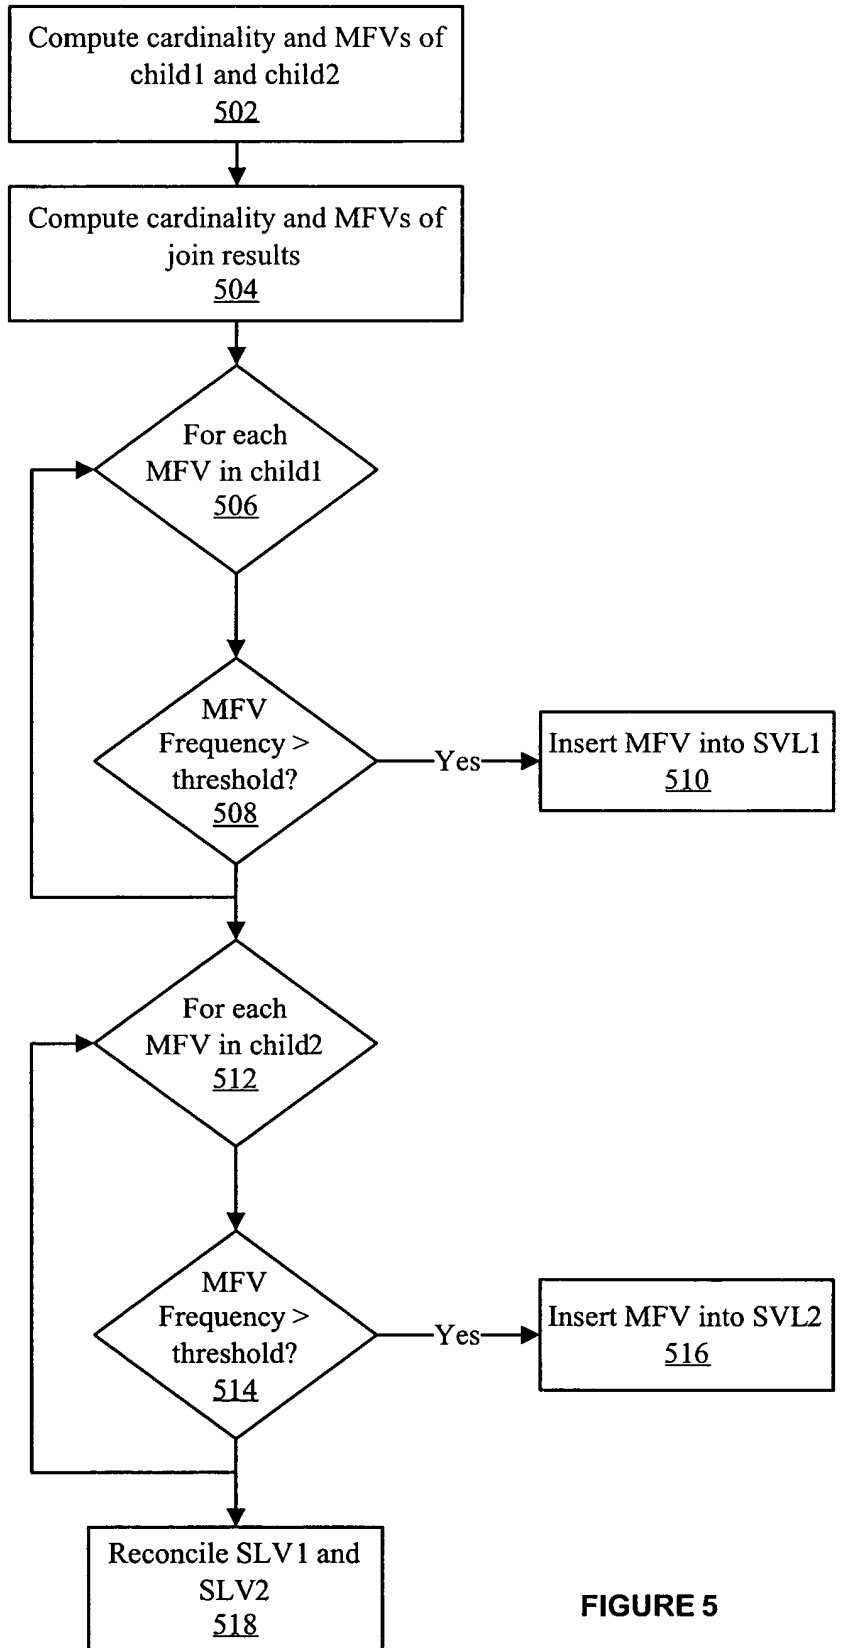 Compute cardinality and MFVs of
child1 and child2
502
Compute cardinality and MFVs of
join results
504
For each
MFV in child1
506
MFV
Frequency >
threshold?
508
Yes
Insert MFV into SVL1
510
For each
MFV in child2
512
MFV
Frequency >
threshold?
514
Yes
Insert MFV into SVL2
516
Reconcile SLV1 and
SLV2
518
FIGURE 5